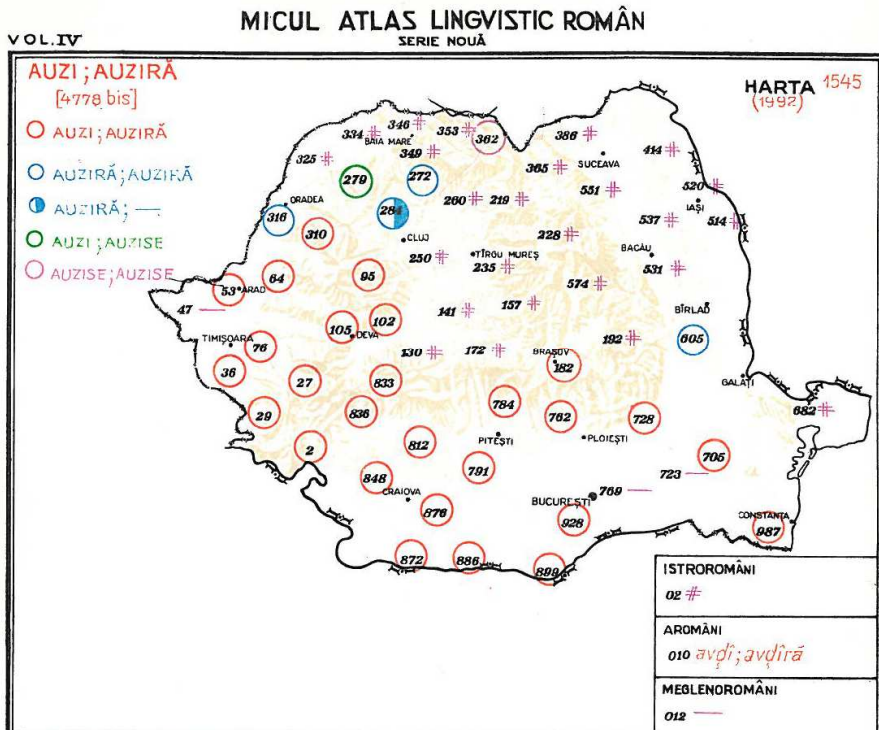 MICUL ATLAS LINGVISTIC ROMÂN
VOL.IV
SERIE NOUĂ
AUZI; AUZIRĂ
[4778 bis]
AUZI; AUZIRĂ
AUZIRĂ; AUZIRĂ
AUZIRĂ; —
AUZI; AUZISE
AUZISE; AUZISE
HARTA 1545
(1992)
346 353 362 386
334 BAIA MARE
349 SUCEAVA 414
325 365
279 272 551 520
260 219
ORADEA IAȘI
316 284 537 514
310 228
CLUJ BACĂU
250 TÎRGU MUREȘ
235 531
64 95 574
53 ARAD
47 141 157 BÎRLAD
105 102
TIMIȘOARA DEVA 192 605
76 130 172 BRAȘOV
36 182
27 833 GALAȚI
784 682
29 836 762 728
2 812 PITEȘTI PLOIEȘTI
791 705
848 723
CRAIOVA 769
876 BUCUREȘTI
928 CONSTANȚA
987
872 886 899
ISTROROMÂNI
02 #
AROMÂNI
010 avḑî; avḑîră
MEGLENOROMÂNI
012 —